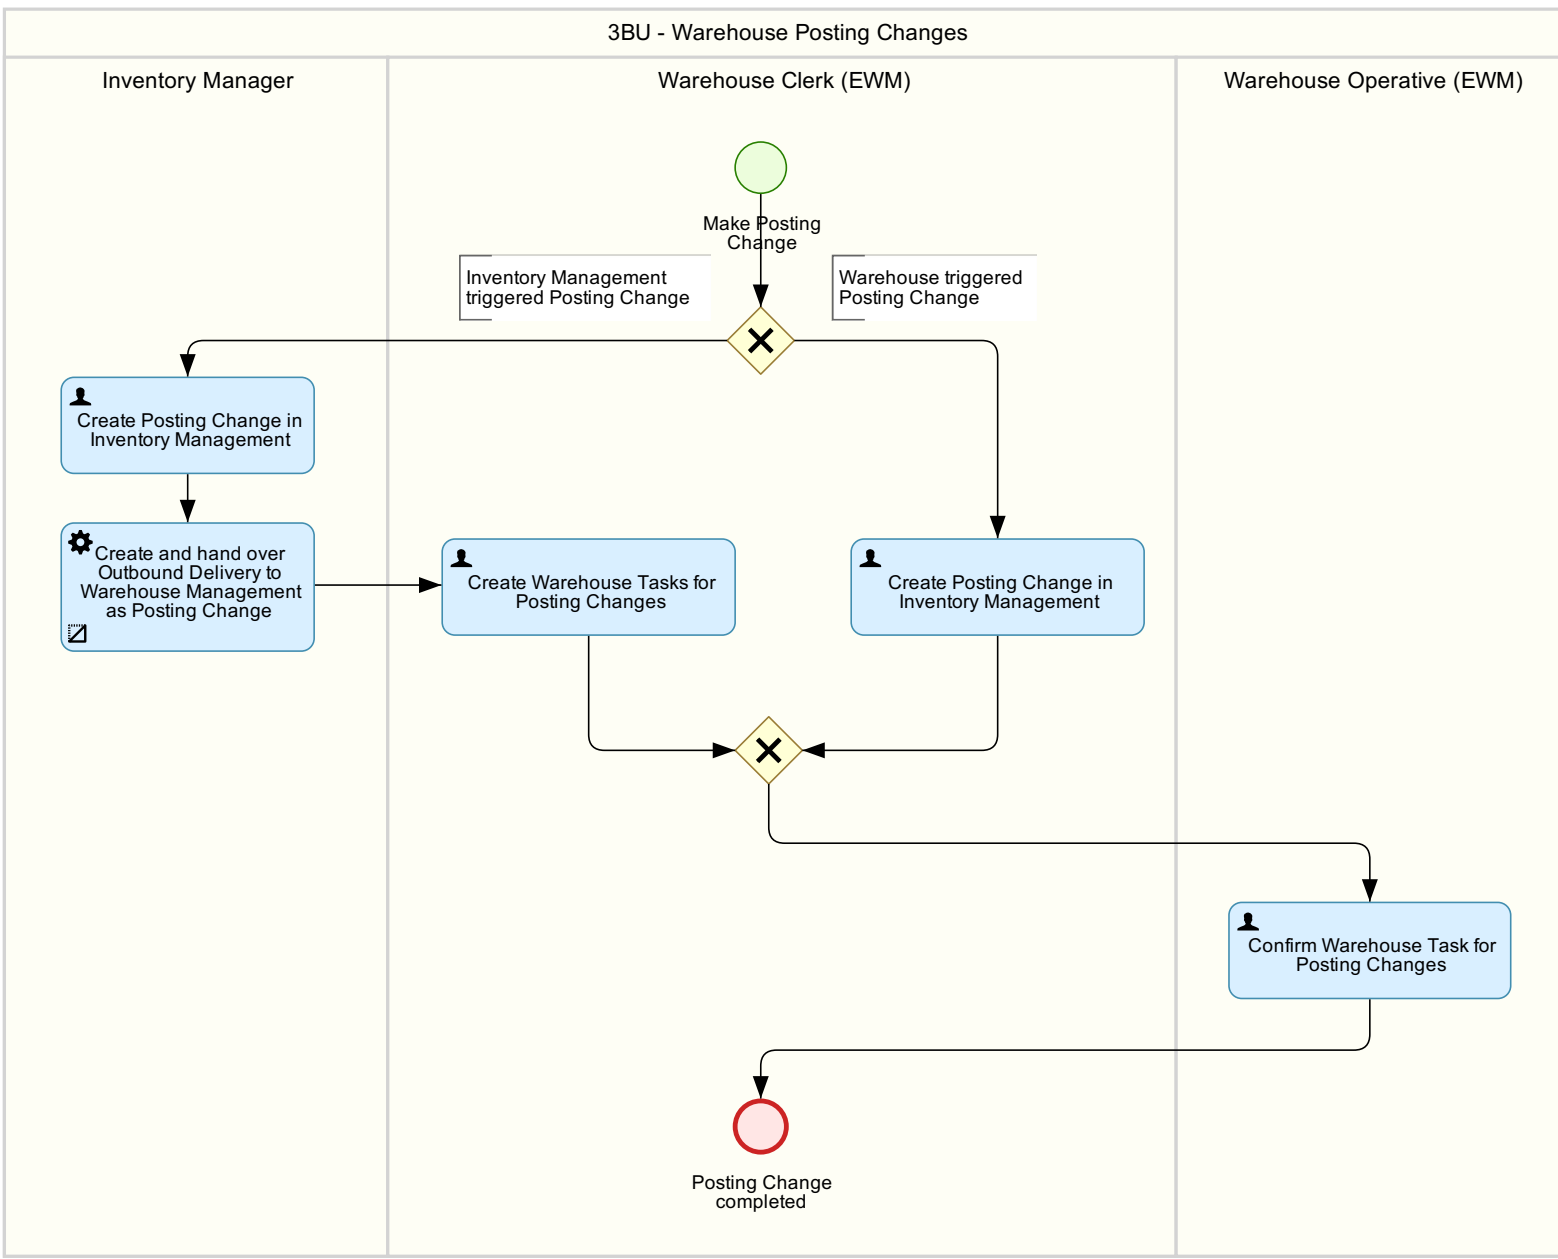 3BU - Warehouse Posting Changes
Inventory Manager
Warehouse Clerk (EWM)
Warehouse Operative (EWM)
Make Posting
Change
Inventory Management
triggered Posting Change
Warehouse triggered
Posting Change
Create Posting Change in
Inventory Management
Create and hand over
Outbound Delivery to
Warehouse Management
as Posting Change
Create Warehouse Tasks for
Posting Changes
Create Posting Change in
Inventory Management
Confirm Warehouse Task for
Posting Changes
Posting Change
completed